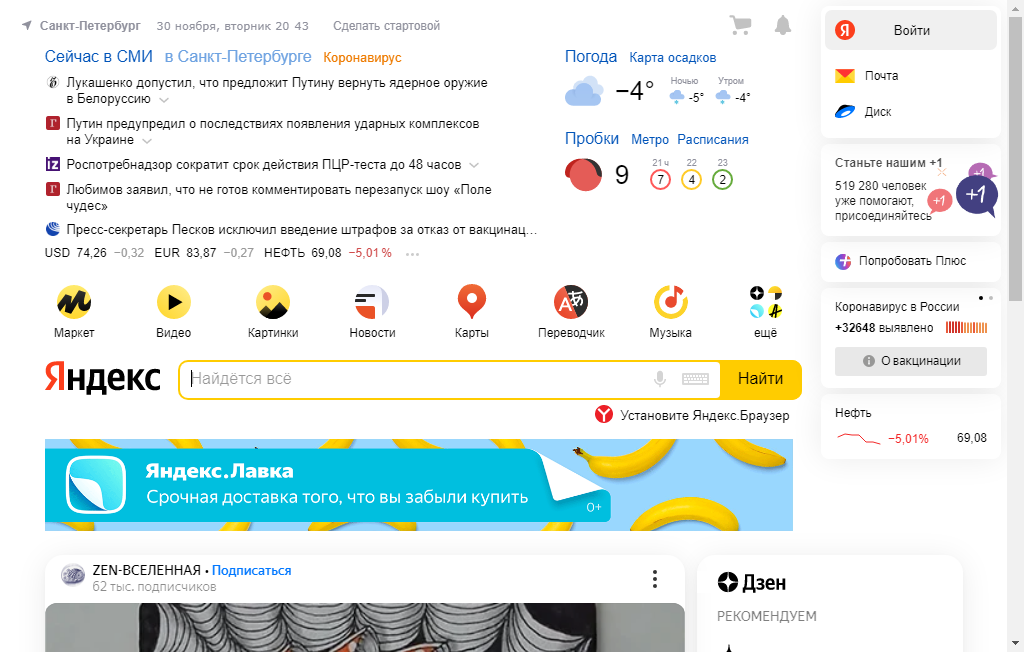 Санкт-Петербург 30 ноября, вторник 20 43 Сделать стартовой
Сейчас в СМИ в Санкт-Петербурге Коронавирус
Лукашенко допустил, что предложит Путину вернуть ядерное оружие
в Белоруссию
Путин предупредил о последствиях появления ударных комплексов
на Украине
Роспотребнадзор сократит срок действия ПЦР-теста до 48 часов
Любимов заявил, что не готов комментировать перезапуск шоу «Поле
чудес»
Пресс-секретарь Песков исключил введение штрафов за отказ от вакцинац...
USD 74,26 −0,32 EUR 83,87 −0,27 НЕФТЬ 69,08 −5,01%
Погода Карта осадков
−4°
Ночью
-5°
Утром
-4°
Пробки Метро Расписания
9
21 ч 22 23
7 4 2
Войти
Почта
Диск
Станьте нашим +1
519 280 человек
уже помогают,
присоединяйтесь
+1
+1
+1
Попробовать Плюс
Коронавирус в России
+32648 выявлено
О вакцинации
Нефть
−5,01% 69,08
Маркет Видео Картинки Новости Карты Переводчик Музыка ещё
Яндекс Найдётся всё Найти
Установите Яндекс.Браузер
Яндекс.Лавка
Срочная доставка того, что вы забыли купить
0+
ZEN-ВСЕЛЕННАЯ • Подписаться
62 тыс. подписчиков
Дзен
РЕКОМЕНДУЕМ